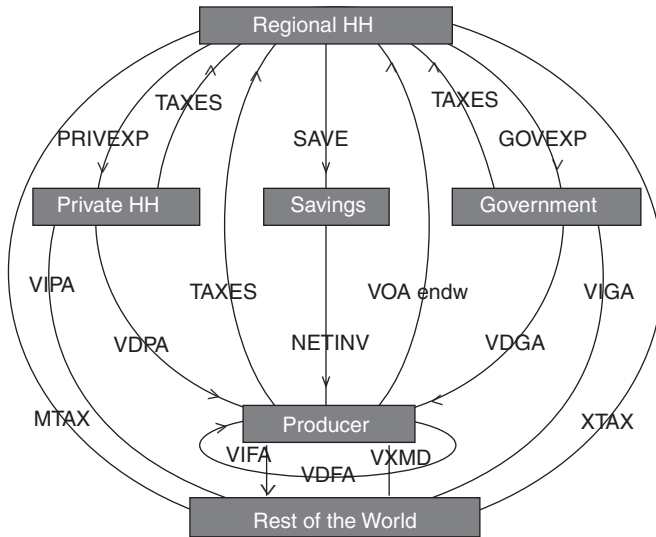 Regional HH
TAXES
TAXES
PRIVEXP
SAVE
GOVEXP
Private HH
Savings
Government
VIPA
TAXES
VOA endw
VIGA
VDPA
NETINV
VDGA
MTAX
Producer
XTAX
VIFA
VXMD
VDFA
Rest of the World